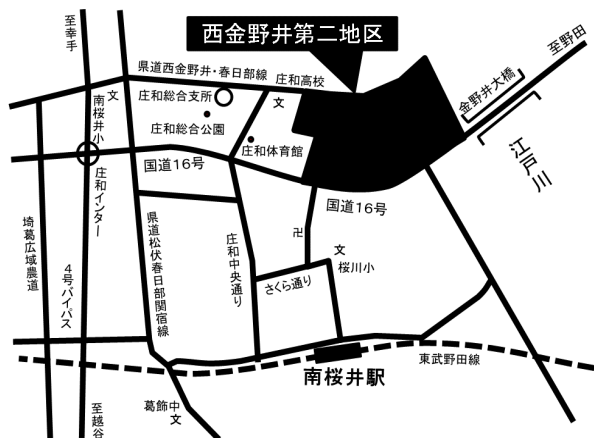 西金野井第二地区
至幸手
至野田
県道西金野井・春日部線
庄和高校
文
金野井大橋
江戸川
南桜井小
文
庄和総合支所
庄和総合公園
庄和体育館
国道16号
庄和インター
国道16号
卍
文
桜川小
埼葛広域農道
4号バイパス
県道松伏春日部関宿線
庄和中央通り
さくら通り
東武野田線
南桜井駅
葛飾中
文
至越谷